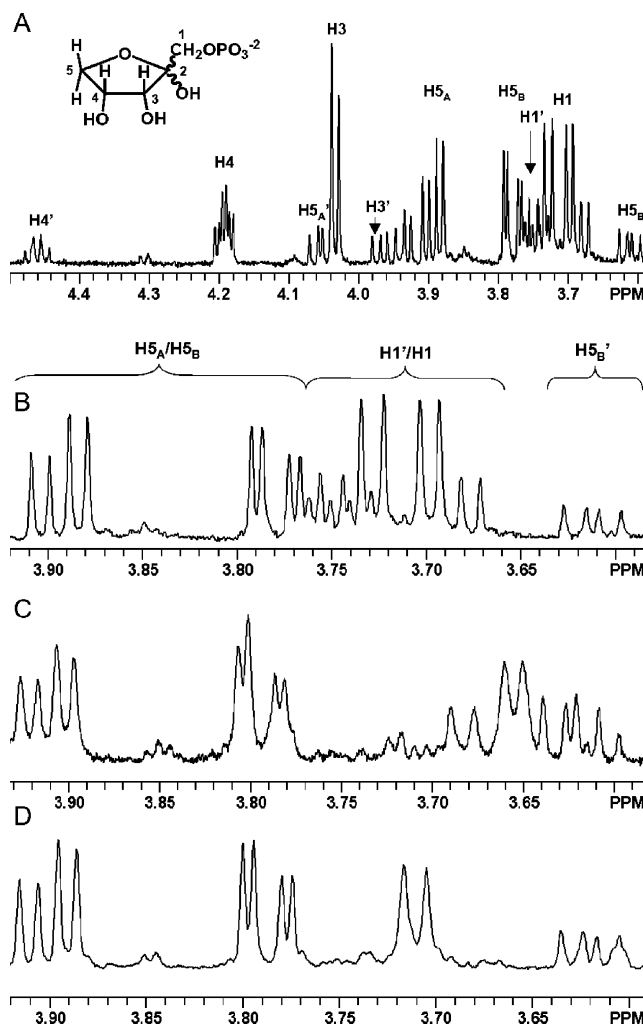 A
H
H
5
4
O
H
H
3
2
1
CH2OPO3-2
OH
HO
OH
H4'
H4
H5A'
H3
H3'
H5A
H5B
H1'
H1
H5B
4.4 4.3 4.2 4.1 4.0 3.9 3.8 3.7 PPM
H5A/H5B H1'/H1 H5B'
B
3.90 3.85 3.80 3.75 3.70 3.65 PPM
C
3.90 3.85 3.80 3.75 3.70 3.65 PPM
D
3.90 3.85 3.80 3.75 3.70 3.65 PPM